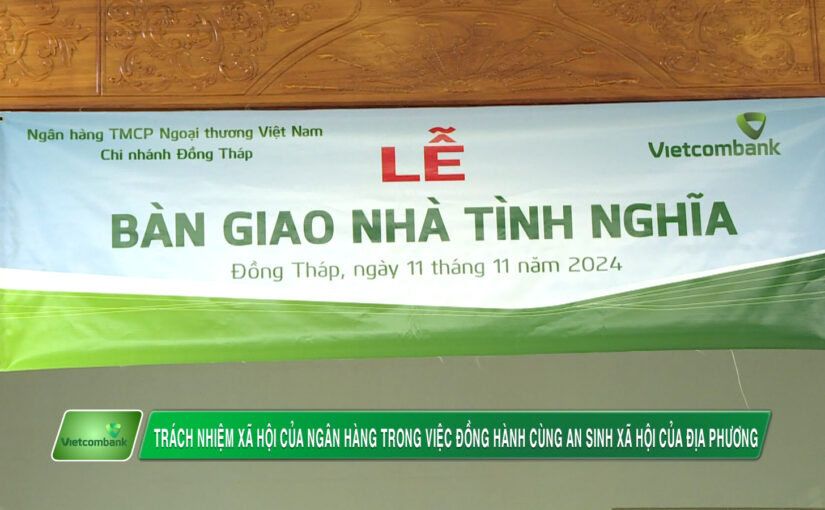 Ngân hàng TMCP Ngoại thương Việt Nam
Chi nhánh Đồng Tháp
Vietcombank
LỄ
BÀN GIAO NHÀ TÌNH NGHĨA
Đồng Tháp, ngày 11 tháng 11 năm 2024
Vietcombank
TRÁCH NHIỆM XÃ HỘI CỦA NGÂN HÀNG TRONG VIỆC ĐỒNG HÀNH CÙNG AN SINH XÃ HỘI CỦA ĐỊA PHƯƠNG